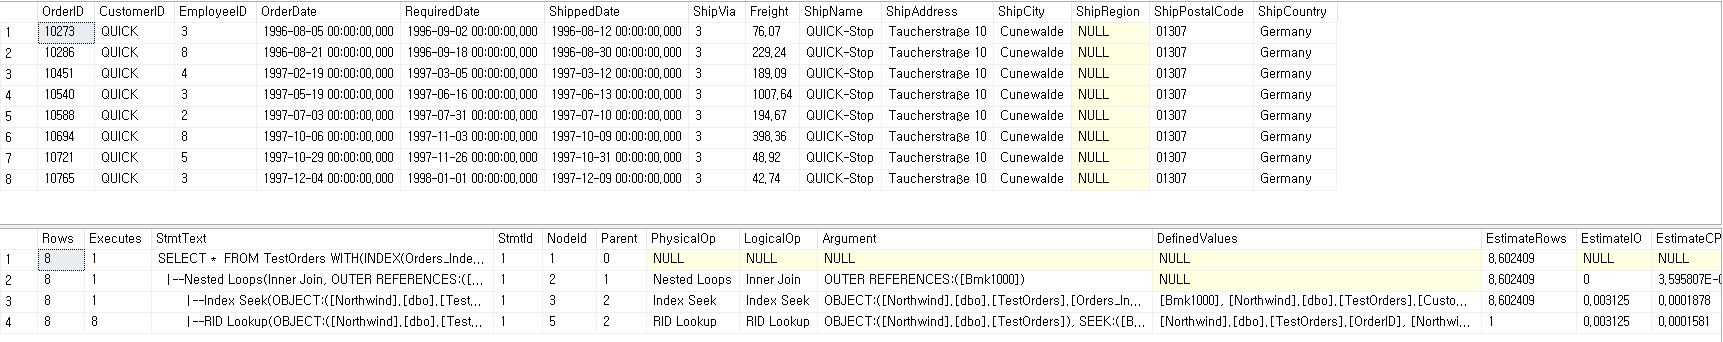 OrderID CustomerID EmployeeID OrderDate RequiredDate ShippedDate ShipVia Freight ShipName ShipAddress ShipCity ShipRegion ShipPostalCode ShipCountry
1 10273 QUICK 3 1996-08-05 00:00:00,000 1996-09-02 00:00:00,000 1996-08-12 00:00:00,000 3 76,07 QUICK-Stop Taucherstraße 10 Cunewalde NULL 01307 Germany
2 10286 QUICK 8 1996-08-21 00:00:00,000 1996-09-18 00:00:00,000 1996-08-30 00:00:00,000 3 229,24 QUICK-Stop Taucherstraße 10 Cunewalde NULL 01307 Germany
3 10451 QUICK 4 1997-02-19 00:00:00,000 1997-03-05 00:00:00,000 1997-03-12 00:00:00,000 3 189,09 QUICK-Stop Taucherstraße 10 Cunewalde NULL 01307 Germany
4 10540 QUICK 3 1997-05-19 00:00:00,000 1997-06-16 00:00:00,000 1997-06-13 00:00:00,000 3 1007,64 QUICK-Stop Taucherstraße 10 Cunewalde NULL 01307 Germany
5 10588 QUICK 2 1997-07-03 00:00:00,000 1997-07-31 00:00:00,000 1997-07-10 00:00:00,000 3 194,67 QUICK-Stop Taucherstraße 10 Cunewalde NULL 01307 Germany
6 10694 QUICK 8 1997-10-06 00:00:00,000 1997-11-03 00:00:00,000 1997-10-09 00:00:00,000 3 398,36 QUICK-Stop Taucherstraße 10 Cunewalde NULL 01307 Germany
7 10721 QUICK 5 1997-10-29 00:00:00,000 1997-11-26 00:00:00,000 1997-10-31 00:00:00,000 3 48,92 QUICK-Stop Taucherstraße 10 Cunewalde NULL 01307 Germany
8 10765 QUICK 3 1997-12-04 00:00:00,000 1998-01-01 00:00:00,000 1997-12-09 00:00:00,000 3 42,74 QUICK-Stop Taucherstraße 10 Cunewalde NULL 01307 Germany
Rows Executes StmtText StmtId NodeId Parent PhysicalOp LogicalOp Argument DefinedValues EstimateRows EstimateIO EstimateCP
1 8 1 SELECT * FROM TestOrders WITH(INDEX(Orders_Inde,,, 1 1 0 NULL NULL NULL NULL 8,602409 NULL NULL
2 8 1 |--Nested Loops(Inner Join, OUTER REFERENCES:([,,, 1 2 1 Nested Loops Inner Join OUTER REFERENCES:([Bmk1000]) NULL 8,602409 0 3,595807E-0
3 8 1 |--Index Seek(OBJECT:([Northwind],[dbo],[Test,,, 1 3 2 Index Seek Index Seek OBJECT:([Northwind],[dbo],[TestOrders],[Orders_In,,, [Bmk1000], [Northwind],[dbo],[TestOrders],[Custo,,, 8,602409 0,003125 0,0001878
4 8 8 |--RID Lookup(OBJECT:([Northwind],[dbo],[Test,,, 1 5 2 RID Lookup RID Lookup OBJECT:([Northwind],[dbo],[TestOrders]), SEEK:([B,,, [Northwind],[dbo],[TestOrders],[OrderID], [Northwi,,, 1 0,003125 0,0001581